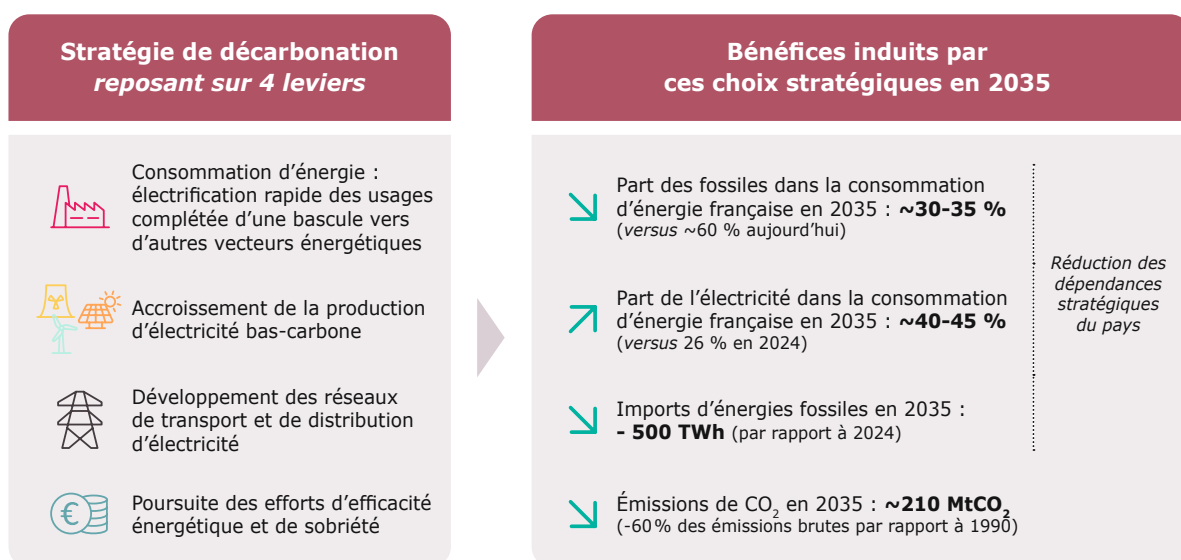 Stratégie de décarbonation
reposant sur 4 leviers
Consommation d'énergie :
électrification rapide des usages
complétée d'une bascule vers
d'autres vecteurs énergétiques
Accroissement de la production
d'électricité bas-carbone
Développement des réseaux
de transport et de distribution
d'électricité
€
Poursuite des efforts d'efficacité
énergétique et de sobriété
Bénéfices induits par
ces choix stratégiques en 2035
Part des fossiles dans la consommation
d'énergie française en 2035 : ~30-35 %
(versus ~60 % aujourd'hui)
Part de l'électricité dans la consommation
d'énergie française en 2035 : ~40-45 %
(versus 26 % en 2024)
Imports d'énergies fossiles en 2035 :
- 500 TWh (par rapport à 2024)
Réduction des
dépendances
stratégiques
du pays
Émissions de CO₂ en 2035 : ~210 MtCO₂
(-60 % des émissions brutes par rapport à 1990)